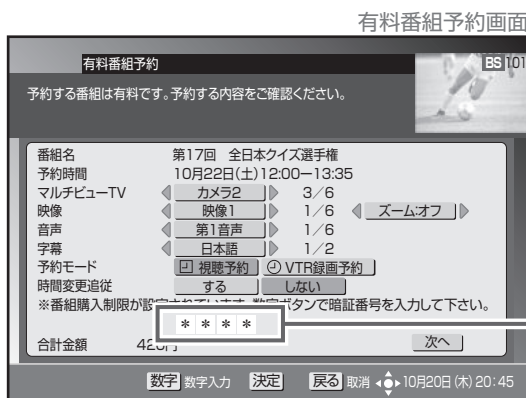 有料番組予約画面
有料番組予約
BS 101
予約する番組は有料です。予約する内容をご確認ください。
番組名 第17回 全日本クイズ選手権
予約時間 10月22日(土)12:00ー13:35
マルチビューTV カメラ2 3/6
映像 映像1 1/6 ズーム:オフ
音声 第1音声 1/6
字幕 日本語 1/2
予約モード 視聴予約 VTR録画予約
時間変更追従 する しない
※番組購入制限が設定されています。数字ボタンで暗証番号を入力して下さい。
* * * *
合計金額 420円 次へ
数字 数字入力 決定 戻る 取消 10月20日(木)20:45